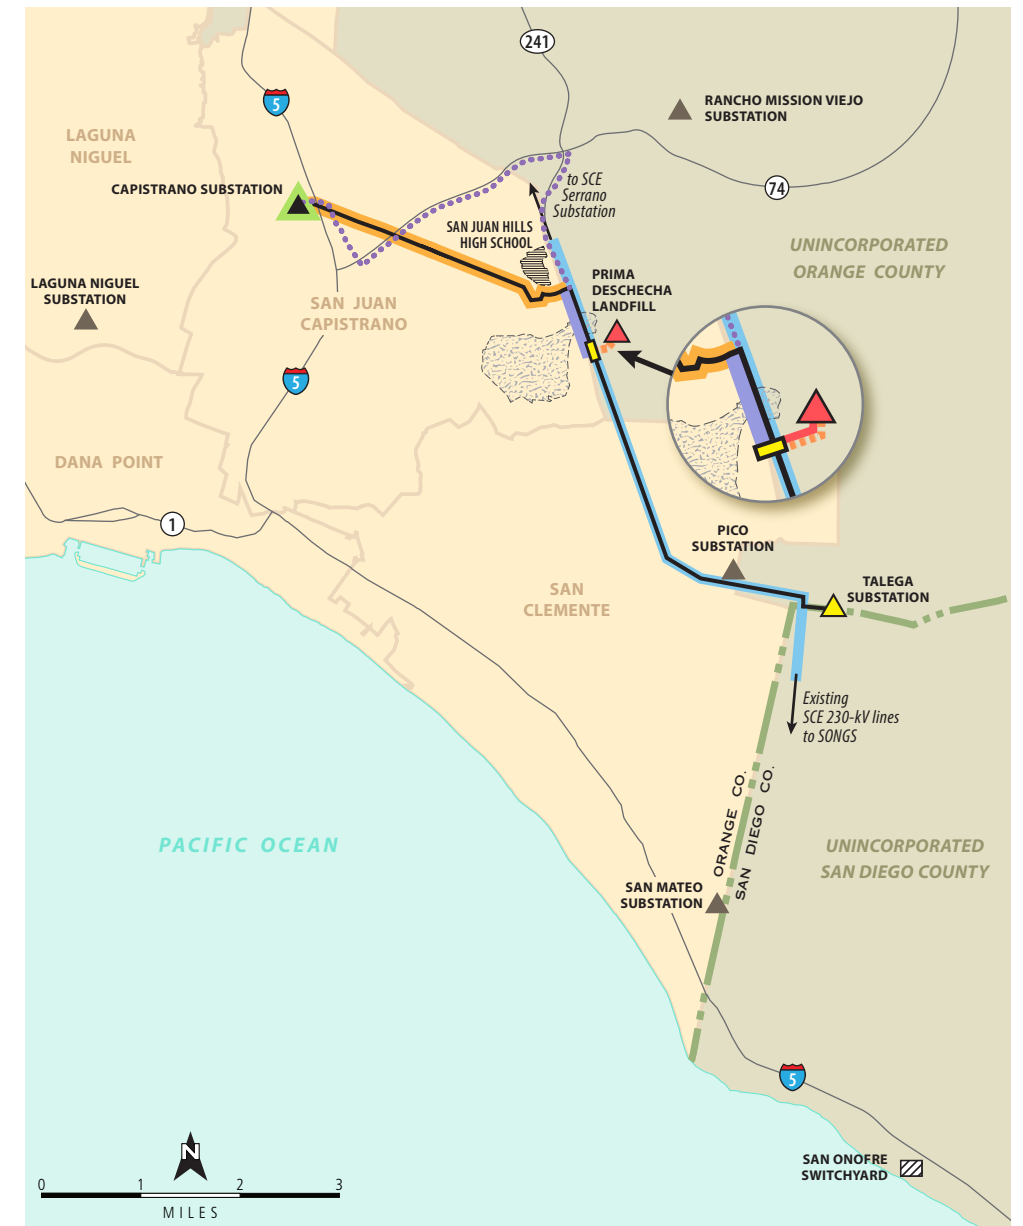 241
5
RANCHO MISSION VIEJO
SUBSTATION
LAGUNA
NIGUEL
CAPISTRANO SUBSTATION
74
to SCE
Serrano
Substation
SAN JUAN HILLS
HIGH SCHOOL
UNINCORPORATED
ORANGE COUNTY
PRIMA
DESCHECHA
LANDFILL
LAGUNA NIGUEL
SUBSTATION
SAN JUAN
CAPISTRANO
5
DANA POINT
1
PICO
SUBSTATION
TALEGA
SUBSTATION
SAN
CLEMENTE
Existing
SCE 230-kV lines
to SONGS
ORANGE CO.
SAN DIEGO CO.
PACIFIC OCEAN
UNINCORPORATED
SAN DIEGO COUNTY
SAN MATEO
SUBSTATION
5
N
SAN ONOFRE
SWITCHYARD
0 1 2 3
MILES